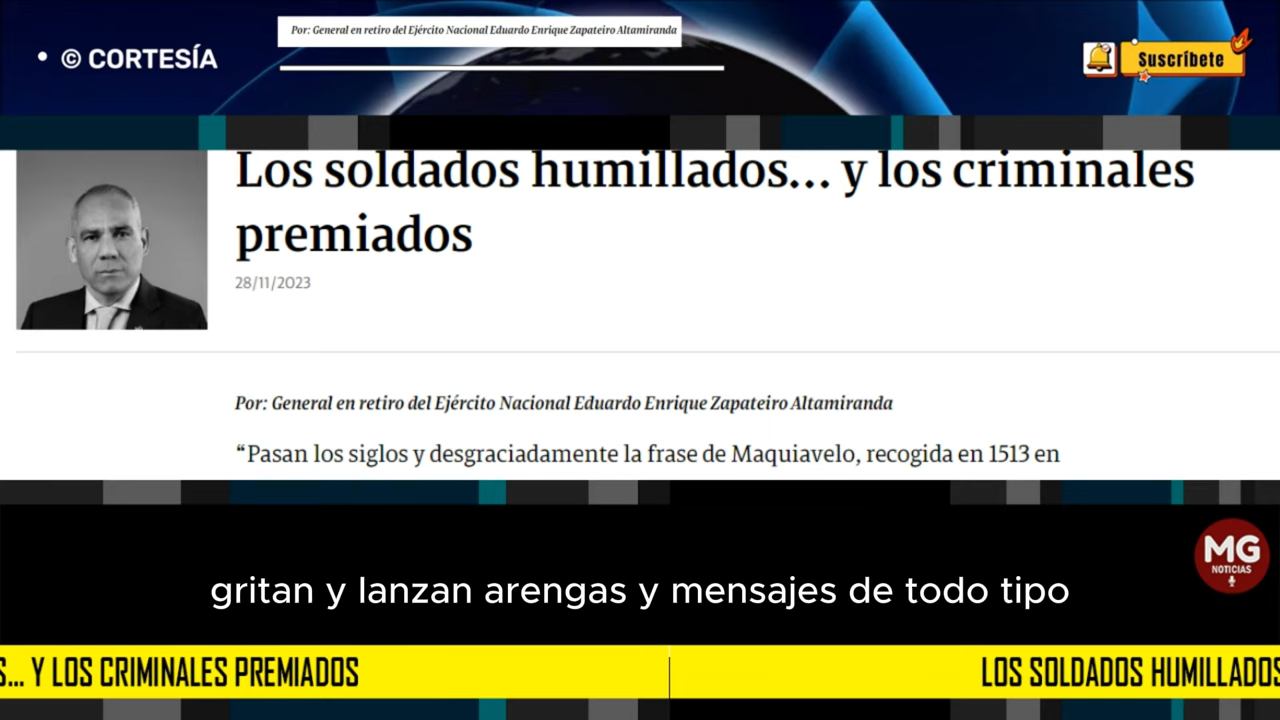 Por: General en retiro del Ejército Nacional Eduardo Enrique Zapateiro Altamiranda
• © CORTESÍA
Suscríbete
Los soldados humillados... y los criminales
premiados
28/11/2023
Por: General en retiro del Ejército Nacional Eduardo Enrique Zapateiro Altamiranda
“Pasan los siglos y desgraciadamente la frase de Maquiavelo, recogida en 1513 en
MG
NOTICIAS
gritan y lanzan arengas y mensajes de todo tipo
S... Y LOS CRIMINALES PREMIADOS
LOS SOLDADOS HUMILLADOS